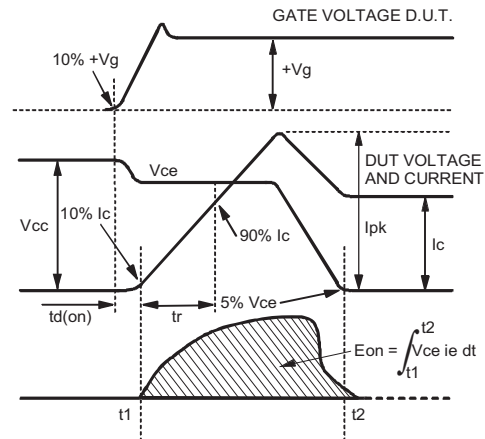 GATE VOLTAGE D.U.T.
10% +Vg
+Vg
Vce
DUT VOLTAGE
AND CURRENT
Vcc
10% Ic
90% Ic
Ipk
Ic
td(on)
tr
5% Vce
t2
Eon = ∫ Vce ie dt
t1
t1
t2